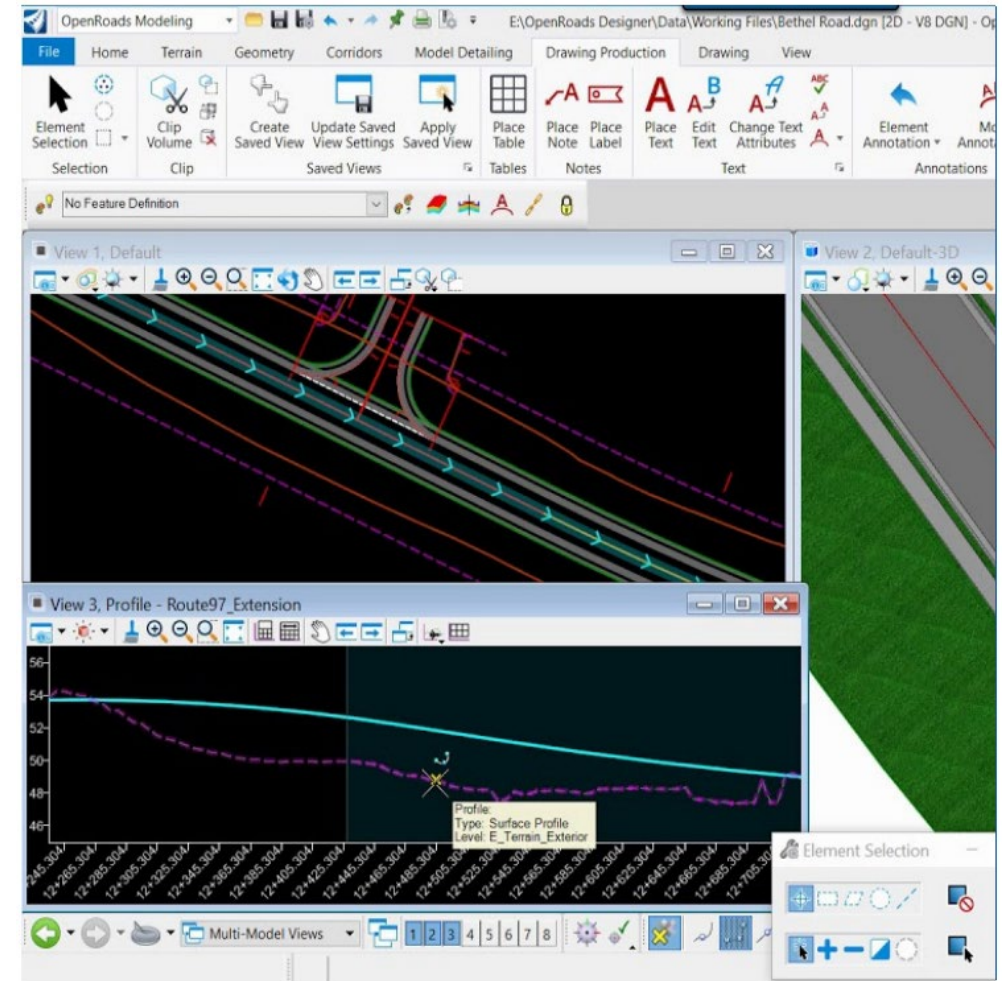 OpenRoads Modeling
E:\OpenRoads Designer\Data\Working Files\Bethel Road.dgn [2D - V8 DGN] - Op
File Home Terrain Geometry Corridors Model Detailing Drawing Production Drawing View
Element Selection
Clip Volume
Create Saved View
Update Saved View Settings
Apply Saved View
Place Table
Place Note
Place Label
Place Text
Edit Text
Change Text Attributes
ABC
Element Annotation
Selection Clip Saved Views Tables Notes Text Annotations
No Feature Definition
View 1, Default
View 2, Default-3D
View 3, Profile - Route97_Extension
56
54
52
50
48
46
Profile:
Type: Surface Profile
Level: E_Terrain_Exterior
12+265.304 12+285.304 12+305.304 12+325.304 12+345.304 12+365.304 12+385.304 12+405.304 12+425.304 12+445.304 12+465.304 12+485.304 12+505.304 12+525.304 12+545.304 12+565.304 12+585.304 12+605.304 12+625.304 12+645.304 12+665.304 12+685.304
Element Selection
Multi-Model Views
1 2 3 4 5 6 7 8